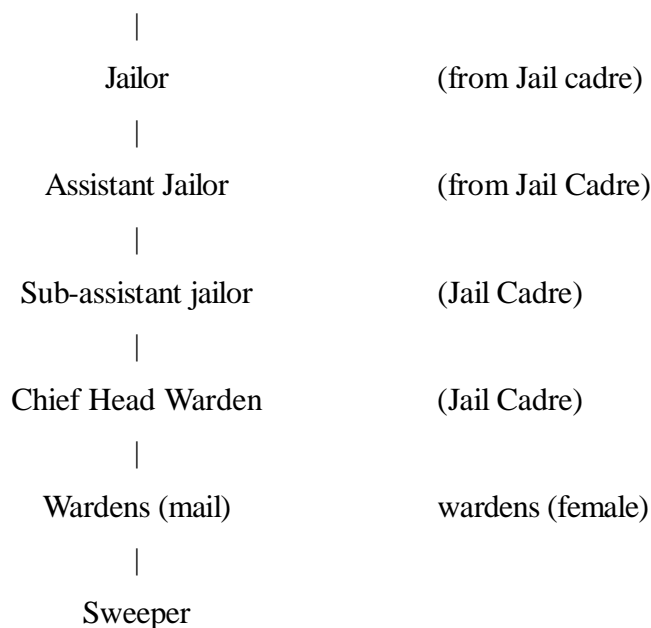 Jailor (from Jail cadre)
Assistant Jailor (from Jail Cadre)
Sub-assistant jailor (Jail Cadre)
Chief Head Warden (Jail Cadre)
Wardens (mail) wardens (female)
Sweeper